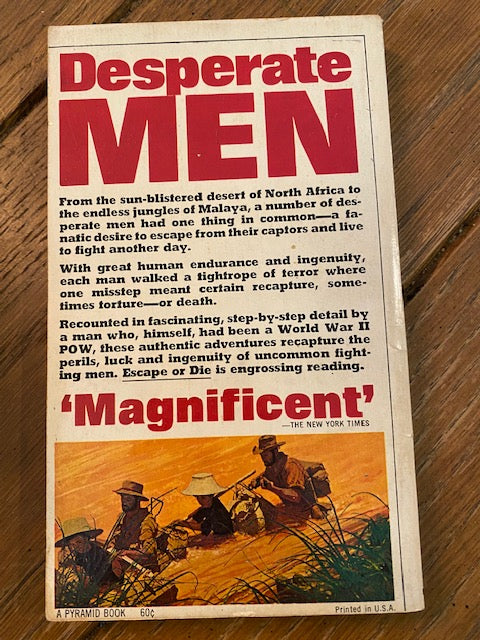 Desperate
MEN
From the sun-blistered desert of North Africa to
the endless jungles of Malaya, a number of des-
perate men had one thing in common—a fa-
natic desire to escape from their captors and live
to fight another day.
With great human endurance and ingenuity,
each man walked a tightrope of terror where
one misstep meant certain recapture, some-
times torture—or death.
Recounted in fascinating, step-by-step detail by
a man who, himself, had been a World War II
POW, these authentic adventures recapture the
perils, luck and ingenuity of uncommon fight-
ing men. Escape or Die is engrossing reading.
‘Magnificent’
—THE NEW YORK TIMES
A PYRAMID BOOK 60¢
Printed in U.S.A.